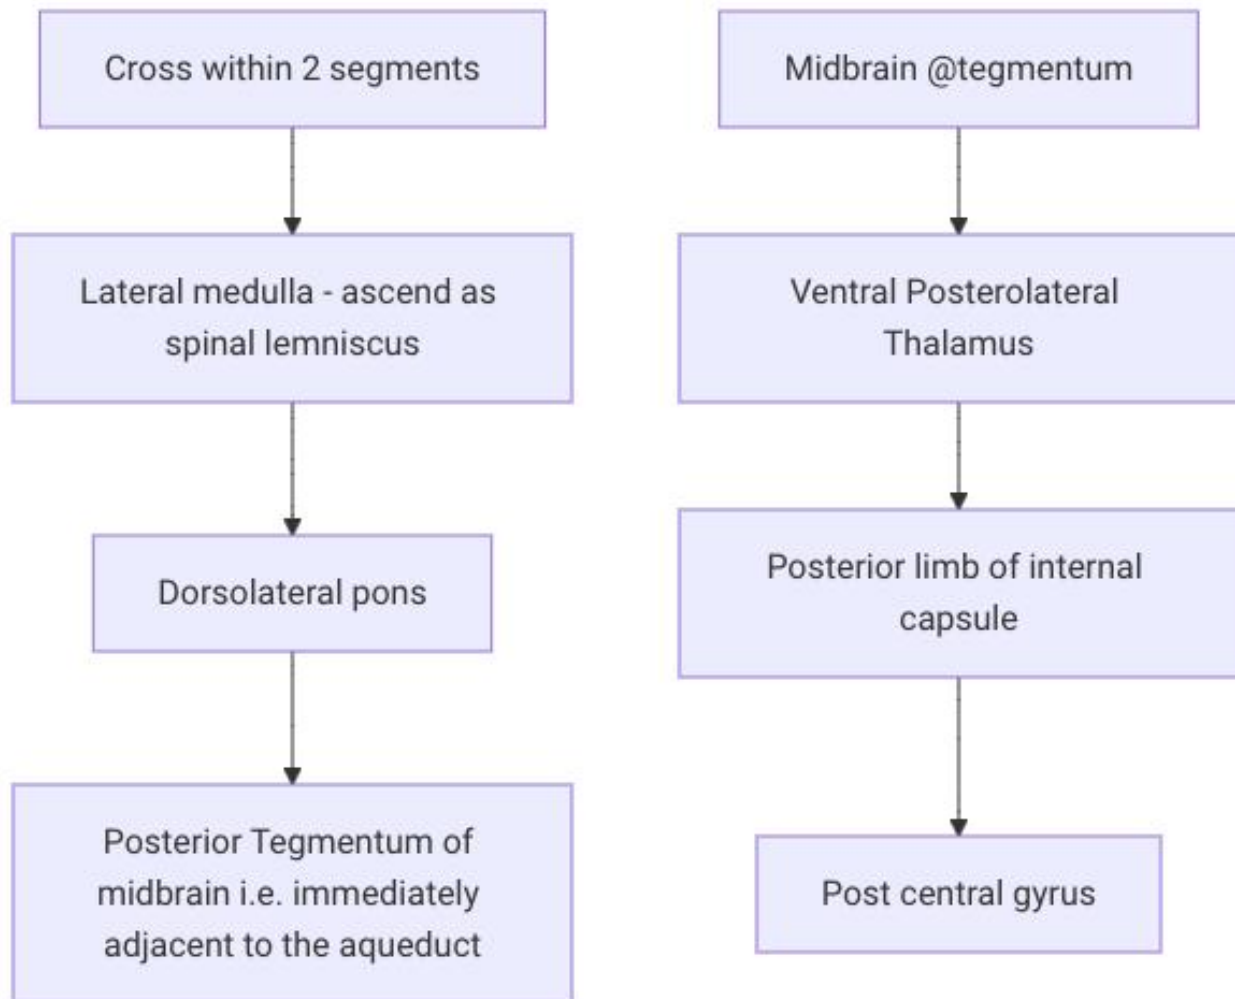 Cross within 2 segments
Lateral medulla - ascend as
spinal lemniscus
Dorsolateral pons
Posterior Tegmentum of
midbrain i.e. immediately
adjacent to the aqueduct
Midbrain @tegmentum
Ventral Posterolateral
Thalamus
Posterior limb of internal
capsule
Post central gyrus